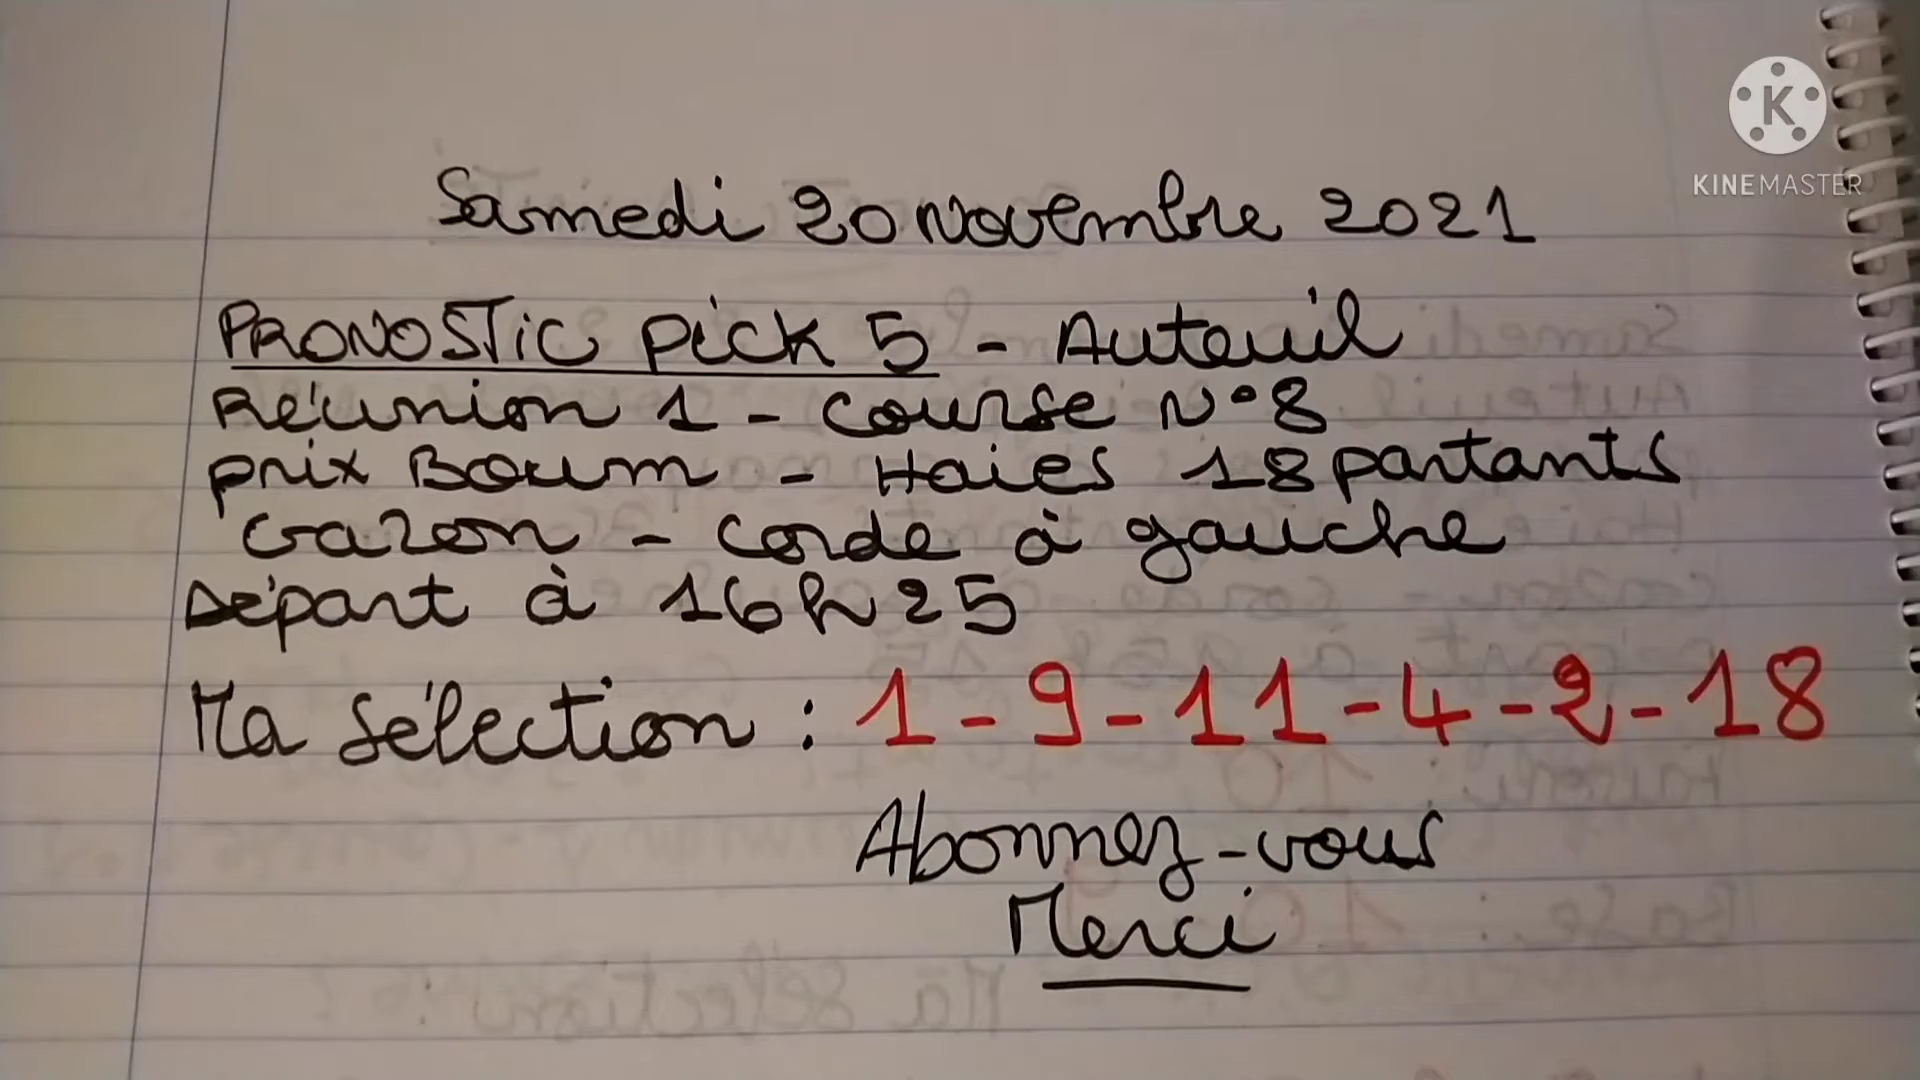 K
KINEMASTER
Samedi 20 Novembre 2021
PRONOSTIC PICK 5 - Auteuil
Réunion 1 - Course N°8
prix Boum - Haies 18 partants
Gazon - Corde à gauche
Départ à 16h25
Ma sélection : 1 - 9 - 11 - 4 - 2 - 18
Abonnez-vous
Merci